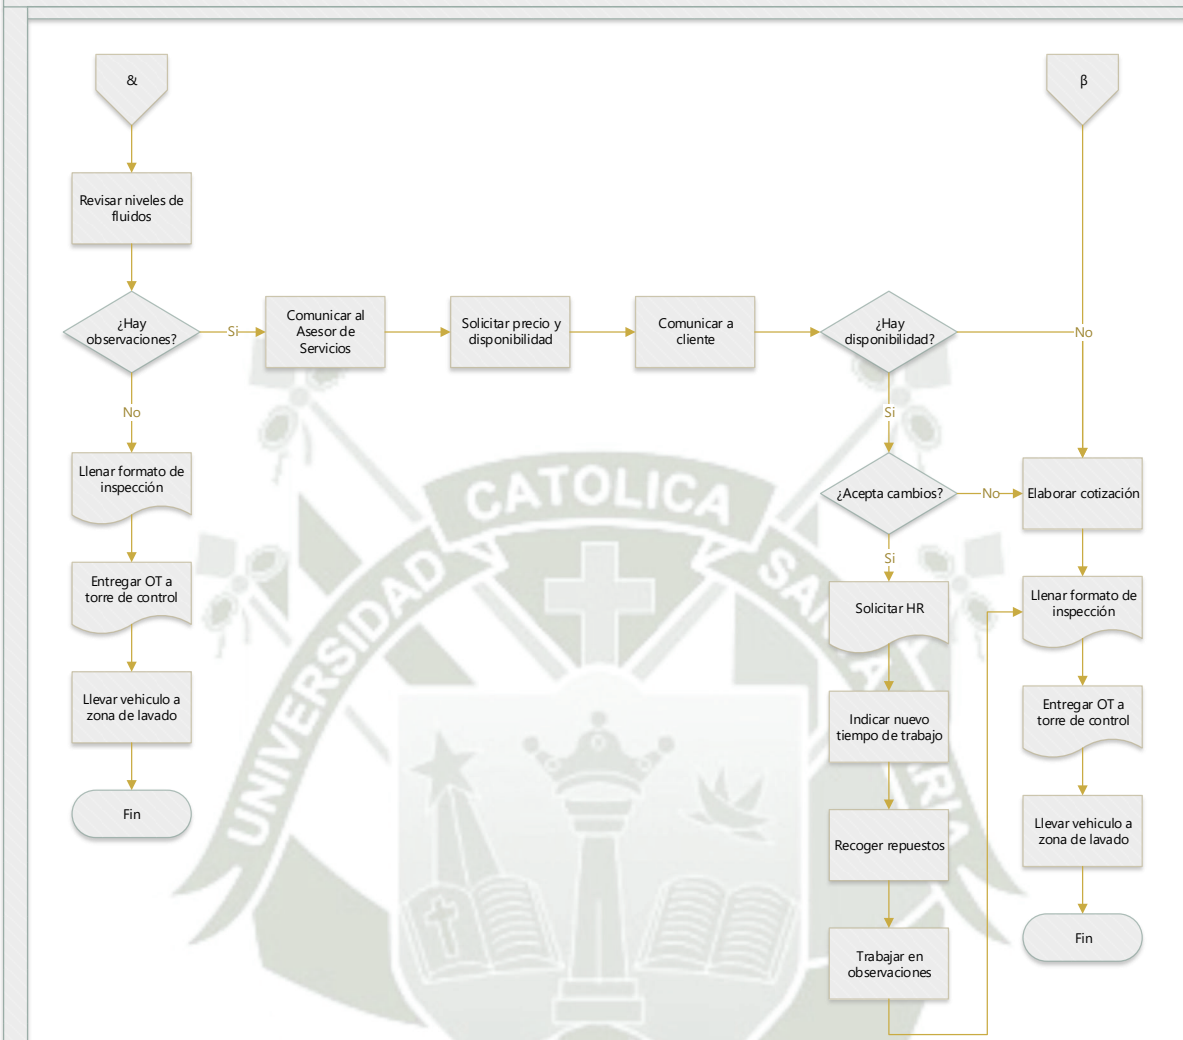 &
β
Revisar niveles de
fluidos
¿Hay
observaciones?
Si
Comunicar al
Asesor de
Servicios
Solicitar precio y
disponibilidad
Comunicar a
cliente
¿Hay
disponibilidad?
No
No
Si
Llenar formato de
inspección
¿Acepta cambios?
No
Elaborar cotización
Si
Entregar OT a
torre de control
Solicitar HR
Llenar formato de
inspección
Llevar vehiculo a
zona de lavado
Indicar nuevo
tiempo de trabajo
Entregar OT a
torre de control
Fin
Recoger repuestos
Llevar vehiculo a
zona de lavado
Trabajar en
observaciones
Fin
UNIVERSIDAD
CATOLICA
SANTA MARIA